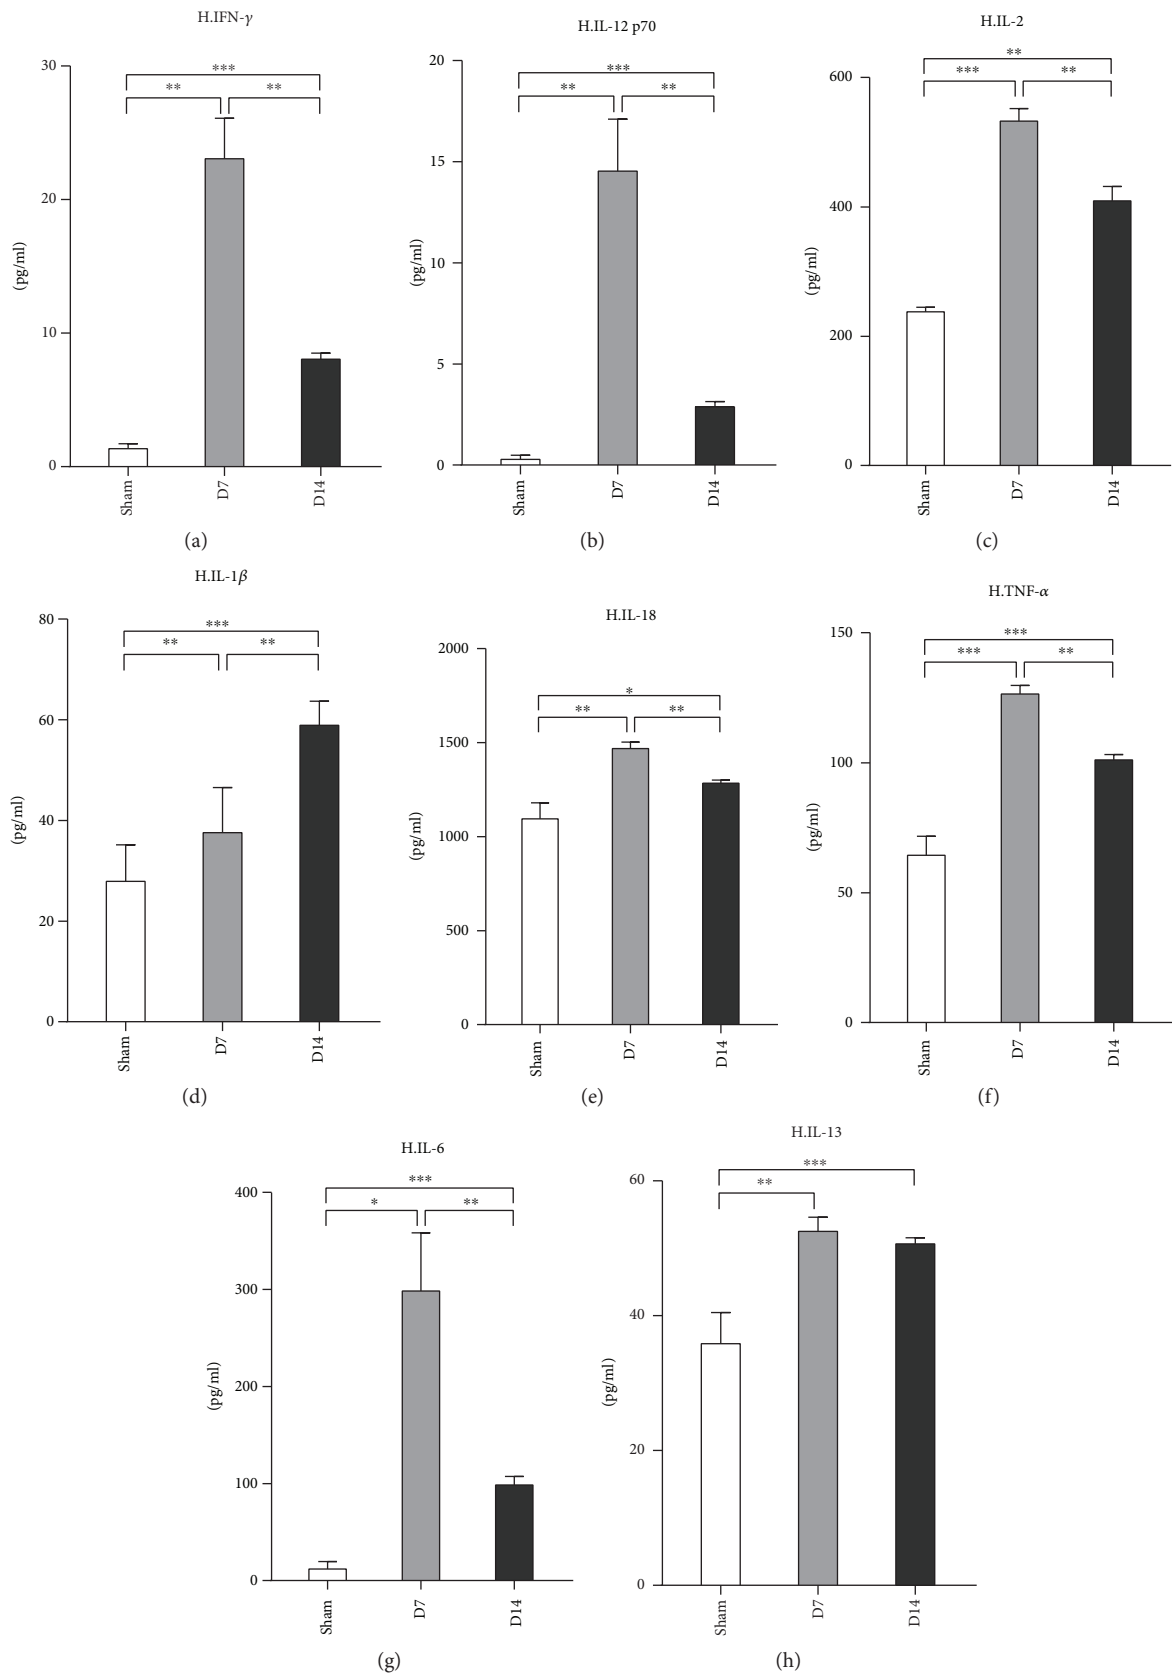 H.IFN-γ
30
20
10
0
(pg/ml)
***
**
**
Sham
D7
D14
(a)
H.IL-12 p70
20
15
10
5
0
(pg/ml)
***
**
**
Sham
D7
D14
(b)
H.IL-2
600
400
200
0
(pg/ml)
**
***
**
Sham
D7
D14
(c)
H.IL-1β
80
60
40
20
0
(pg/ml)
***
**
**
Sham
D7
D14
(d)
H.IL-18
2000
1500
1000
500
0
(pg/ml)
*
**
**
Sham
D7
D14
(e)
H.TNF-α
150
100
50
0
(pg/ml)
***
***
**
Sham
D7
D14
(f)
H.IL-6
400
300
200
100
0
(pg/ml)
***
*
**
Sham
D7
D14
(g)
H.IL-13
60
40
20
0
(pg/ml)
***
**
Sham
D7
D14
(h)